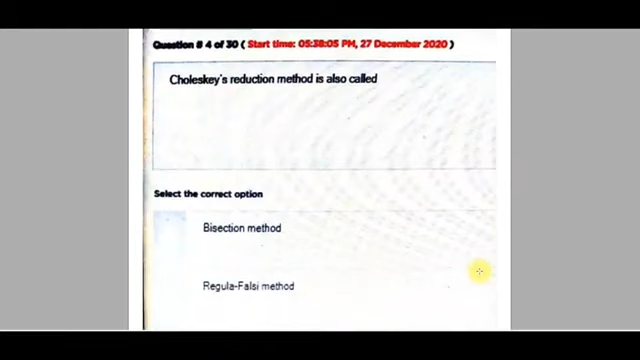 Question # 4 of 30 ( Start time: 05:38:05 PM, 27 December 2020 )
Choleskey's reduction method is also called
Select the correct option
Bisection method
Regula-Falsi method